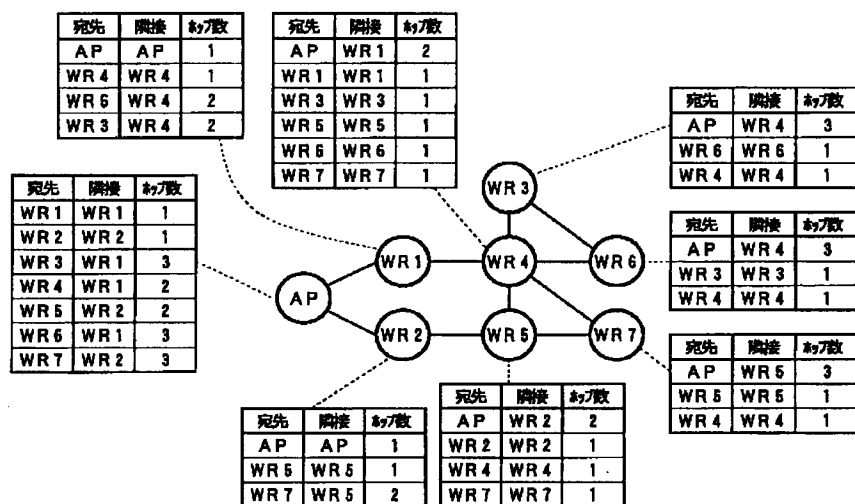 宛先 隣接 ﾎｯﾌﾟ数
AP AP 1
WR4 WR4 1
WR6 WR4 2
WR3 WR4 2
宛先 隣接 ﾎｯﾌﾟ数
AP WR1 2
WR1 WR1 1
WR3 WR3 1
WR5 WR5 1
WR6 WR6 1
WR7 WR7 1
宛先 隣接 ﾎｯﾌﾟ数
AP WR4 3
WR6 WR6 1
WR4 WR4 1
宛先 隣接 ﾎｯﾌﾟ数
WR1 WR1 1
WR2 WR2 1
WR3 WR1 3
WR4 WR1 2
WR5 WR2 2
WR6 WR1 3
WR7 WR2 3
宛先 隣接 ﾎｯﾌﾟ数
AP WR4 3
WR3 WR3 1
WR4 WR4 1
WR3
WR1
WR4
WR6
AP
WR2
WR5
WR7
宛先 隣接 ﾎｯﾌﾟ数
AP WR5 3
WR5 WR5 1
WR4 WR4 1
宛先 隣接 ﾎｯﾌﾟ数
AP AP 1
WR5 WR5 1
WR7 WR5 2
宛先 隣接 ﾎｯﾌﾟ数
AP WR2 2
WR2 WR2 1
WR4 WR4 1
WR7 WR7 1